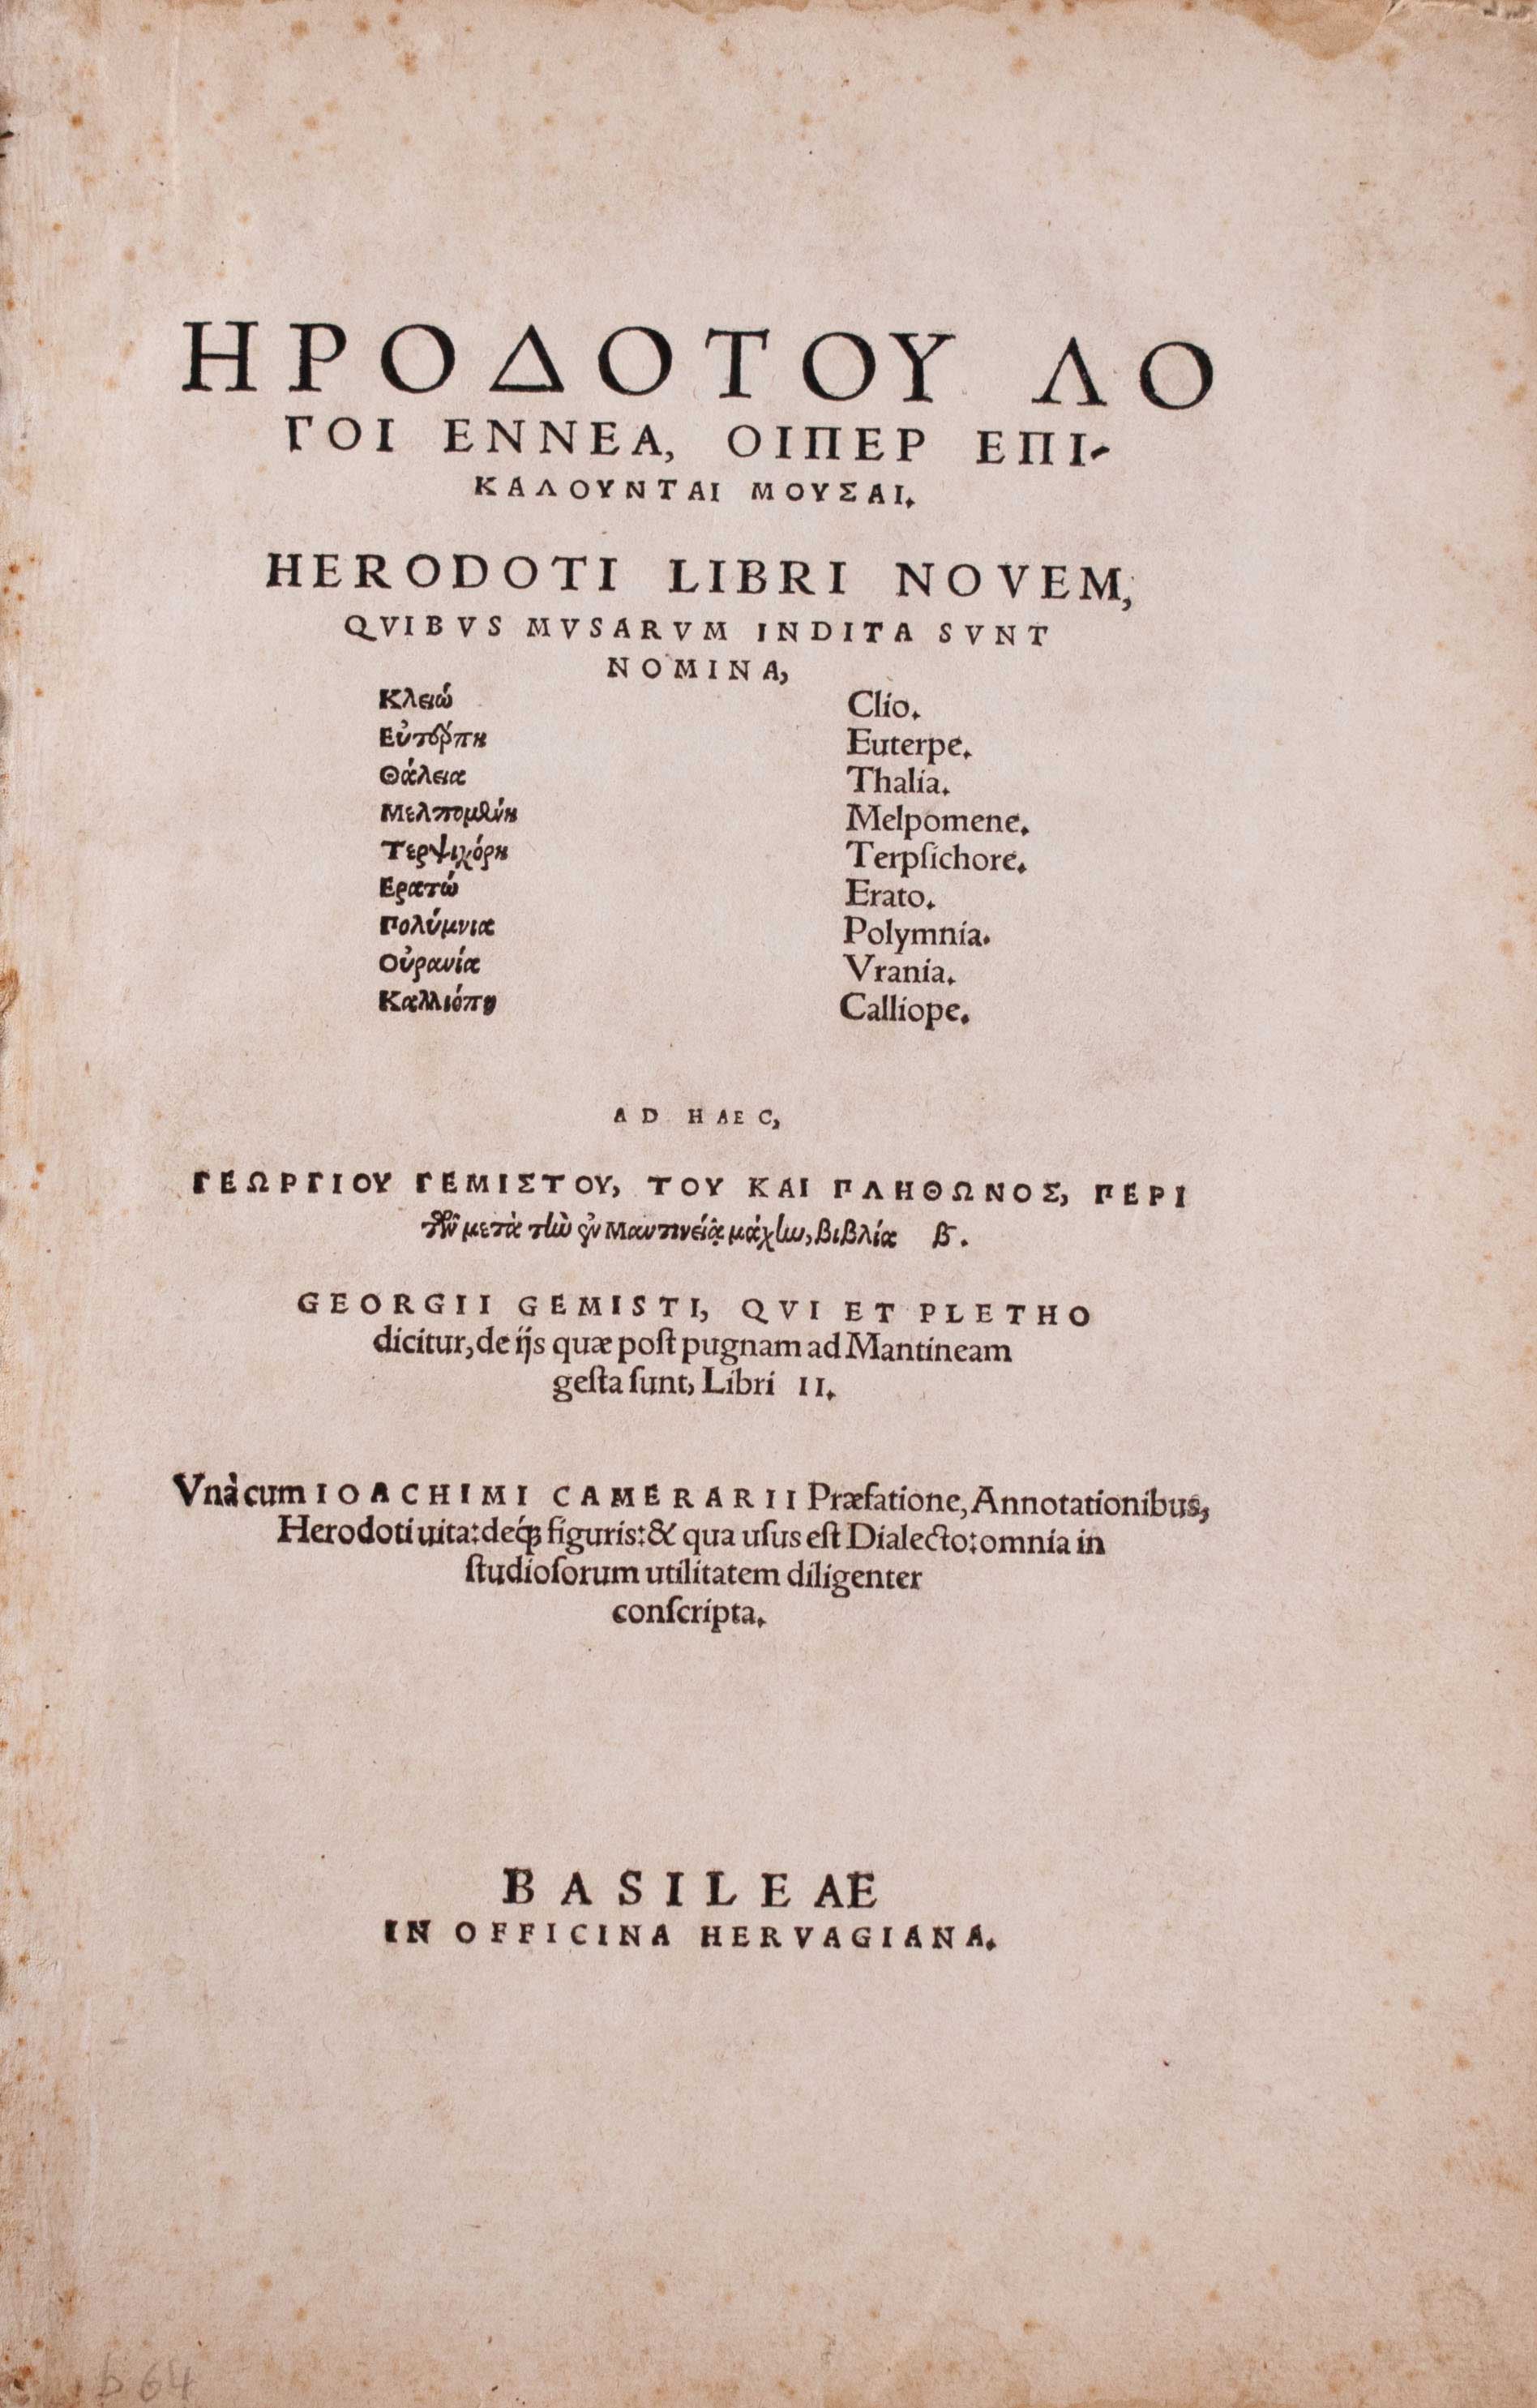 ΗΡΟΔΟΤΟΥ ΛΟ
ΓΟΙ ΕΝΝΕΑ, ΟΙΠΕΡ ΕΠΙ-
ΚΑΛΟΥΝΤΑΙ ΜΟΥΣΑΙ.
HERODOTI LIBRI NOVEM,
QVIBVS MVSARVM INDITA SVNT
NOMINA,
Κλειώ Clio.
Εὐτέρπη Euterpe.
Θάλεια Thalia.
Μελπομένη Melpomene.
Τερψιχόρη Terpſichore.
Ερατώ Erato.
Πολύμνια Polymnia.
Οὐρανία Vrania.
Καλλιόπη Calliope.
AD HAEC,
ΓΕΩΡΓΙΟΥ ΓΕΜΙΣΤΟΥ, ΤΟΥ ΚΑΙ ΠΛΗΘΩΝΟΣ, ΠΕΡΙ
τῶν μετὰ τὴν ἐν Μαντινείᾳ μάχην, βιβλία β.
GEORGII GEMISTI, QVI ET PLETHO
dicitur, de ijs quæ poſt pugnam ad Mantineam
geſta ſunt, Libri II.
Vnà cum IOACHIMI CAMERARII Præfatione, Annotationibus,
Herodoti uita: deq́ꝫ figuris: & qua uſus eſt Dialecto: omnia in
ſtudioſorum utilitatem diligenter
conſcripta.
BASILEAE
IN OFFICINA HERVAGIANA.
b 64